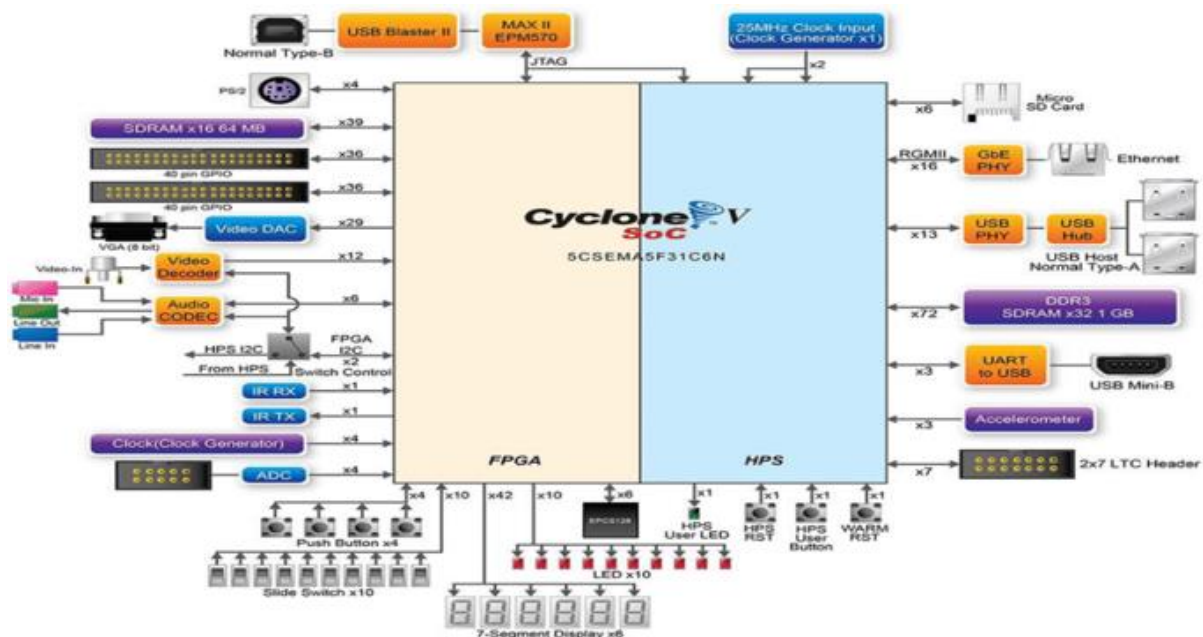 Normal Type-B
USB Blaster II
MAX II
EPM570
JTAG
25MHz Clock Input
(Clock Generator x1)
x2
PS/2
x4
SDRAM x16 64 MB
x39
x36
40 pin GPIO
x36
40 pin GPIO
VGA (8 bit)
Video DAC
x29
Video-In
Video
Decoder
x12
Mic In
Line Out
Line In
Audio
CODEC
x6
HPS I2C
From HPS
FPGA
I2C
x2
Switch Control
IR RX
x1
IR TX
x1
Clock(Clock Generator)
x4
ADC
x4
Cyclone V
SoC
5CSEMA5F31C6N
FPGA
HPS
x6
Micro
SD Card
RGMII
x16
GbE
PHY
Ethernet
x13
USB
PHY
USB
Hub
USB Host
Normal Type-A
x72
DDR3
SDRAM x32 1 GB
x3
UART
to USB
USB Mini-B
x3
Accelerometer
x7
2x7 LTC Header
x4
x10
x42
x10
x6
x1
x1
x1
x1
Push Button x4
Slide Switch x10
EPCS128
HPS
User LED
HPS
RST
HPS
User
Button
WARM
RST
LED x10
7-Segment Display x6